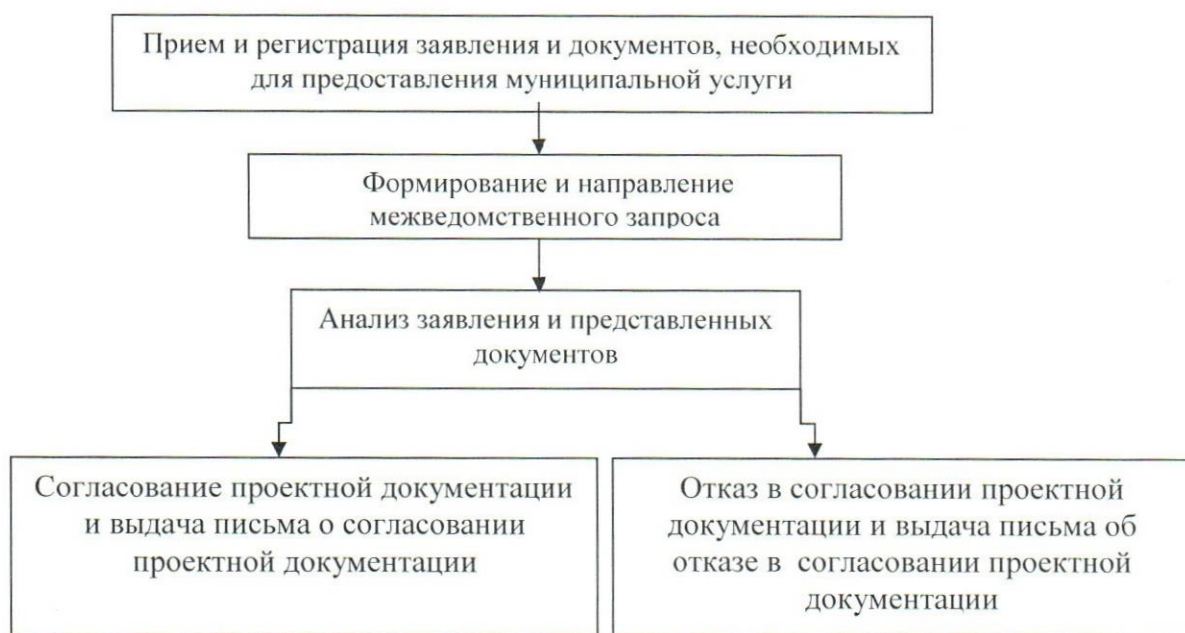 Прием и регистрация заявления и документов, необходимых
для предоставления муниципальной услуги
Формирование и направление
межведомственного запроса
Анализ заявления и представленных
документов
Согласование проектной документации
и выдача письма о согласовании
проектной документации
Отказ в согласовании проектной
документации и выдача письма об
отказе в согласовании проектной
документации